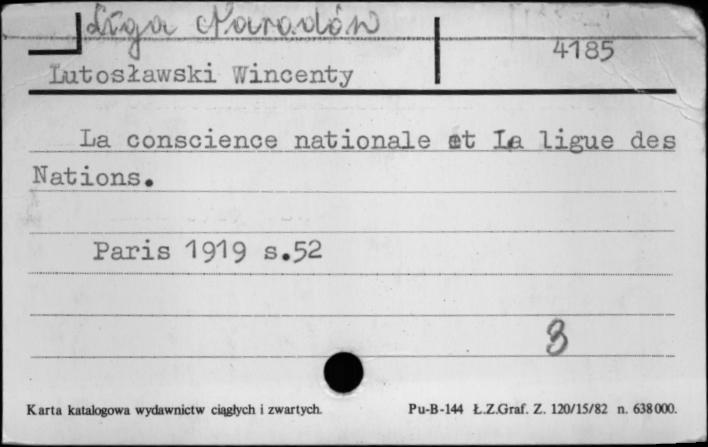 Liga Narodów
4185
Lutosławski Wincenty
La conscience nationale et La ligue des
Nations.
Paris 1919 s.52
3
Karta katalogowa wydawnictw ciągłych i zwartych. Pu-B-144 Ł.Z.Graf. Z. 120/15/82 n. 638000.